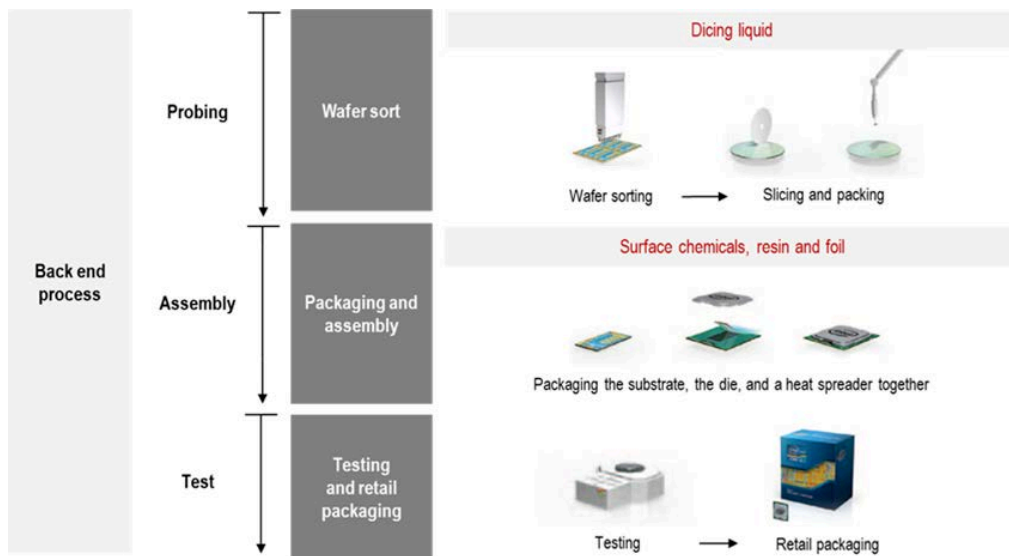 Dicing liquid
Probing
Wafer sort
Wafer sorting
Slicing and packing
Back end
process
Surface chemicals, resin and foil
Assembly
Packaging and
assembly
Packaging the substrate, the die, and a heat spreader together
Test
Testing
and retail
packaging
Testing
Retail packaging